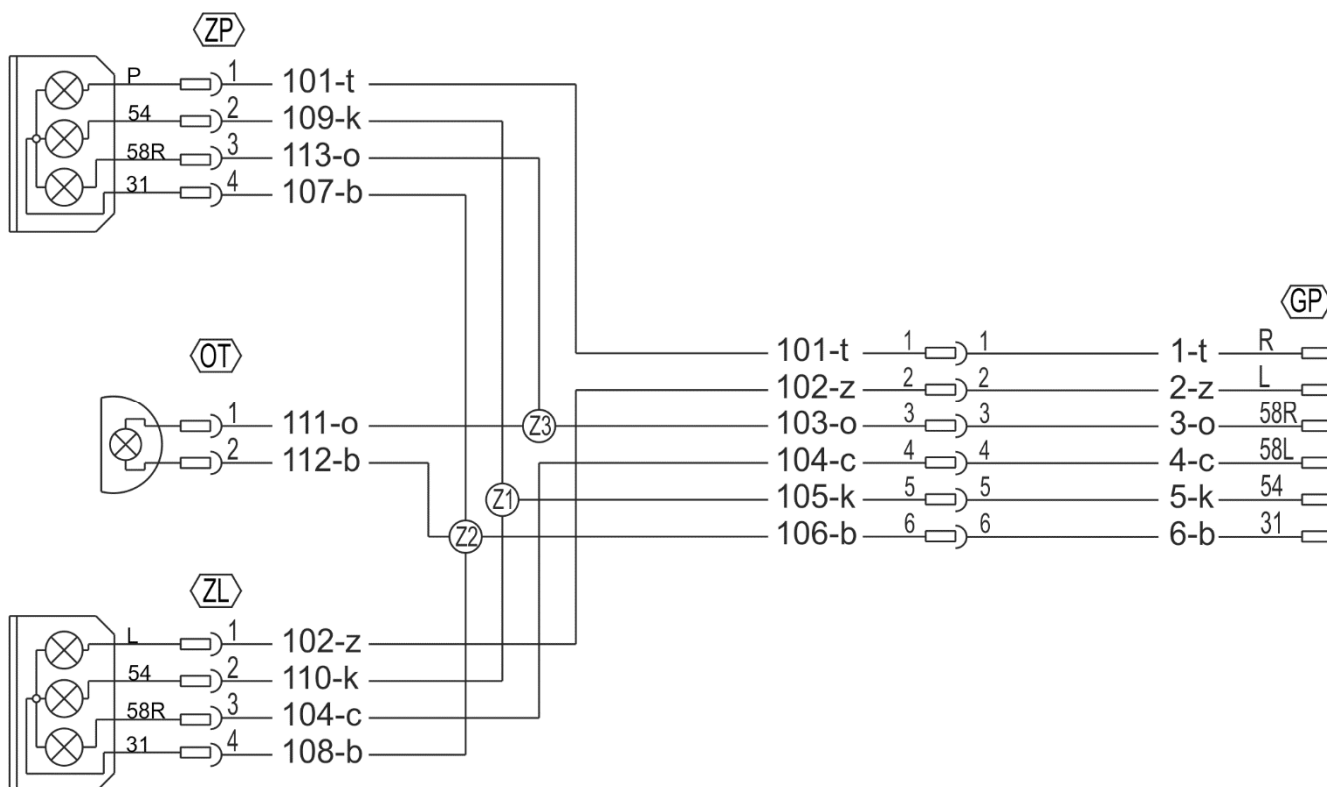 ZP
P 1 101-t
54 2 109-k
58R 3 113-o
31 4 107-b
GP
OT
101-t 1 1 1-t R
102-z 2 2 2-z L
1 111-o Z3 103-o 3 3 3-o 58R
2 112-b 104-c 4 4 4-c 58L
Z1 105-k 5 5 5-k 54
Z2 106-b 6 6 6-b 31
ZL
L 1 102-z
54 2 110-k
58R 3 104-c
31 4 108-b